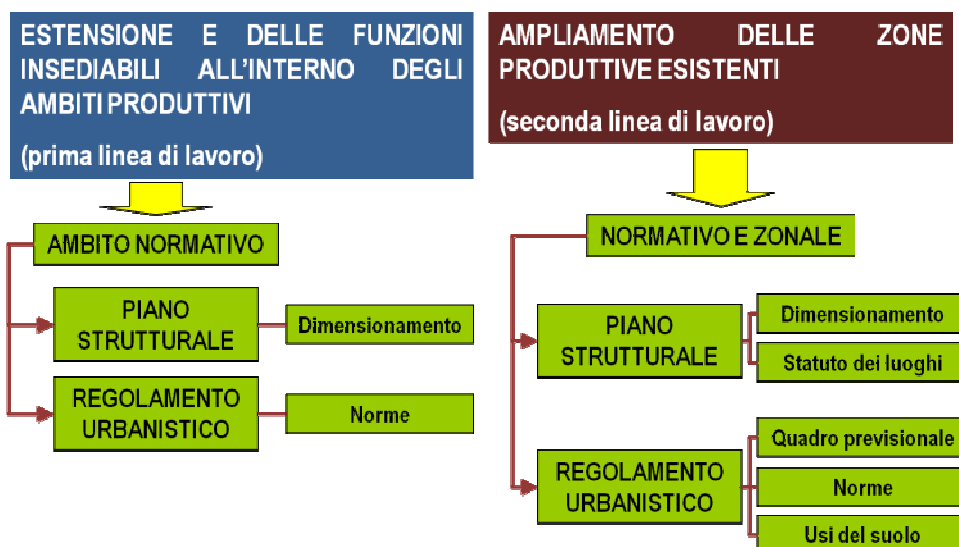 ESTENSIONE E DELLE FUNZIONI
INSEDIABILI ALL'INTERNO DEGLI
AMBITI PRODUTTIVI
(prima linea di lavoro)
AMBITO NORMATIVO
PIANO
STRUTTURALE
Dimensionamento
REGOLAMENTO
URBANISTICO
Norme
AMPLIAMENTO DELLE ZONE
PRODUTTIVE ESISTENTI
(seconda linea di lavoro)
NORMATIVO E ZONALE
PIANO
STRUTTURALE
Dimensionamento
Statuto dei luoghi
REGOLAMENTO
URBANISTICO
Quadro previsionale
Norme
Usi del suolo